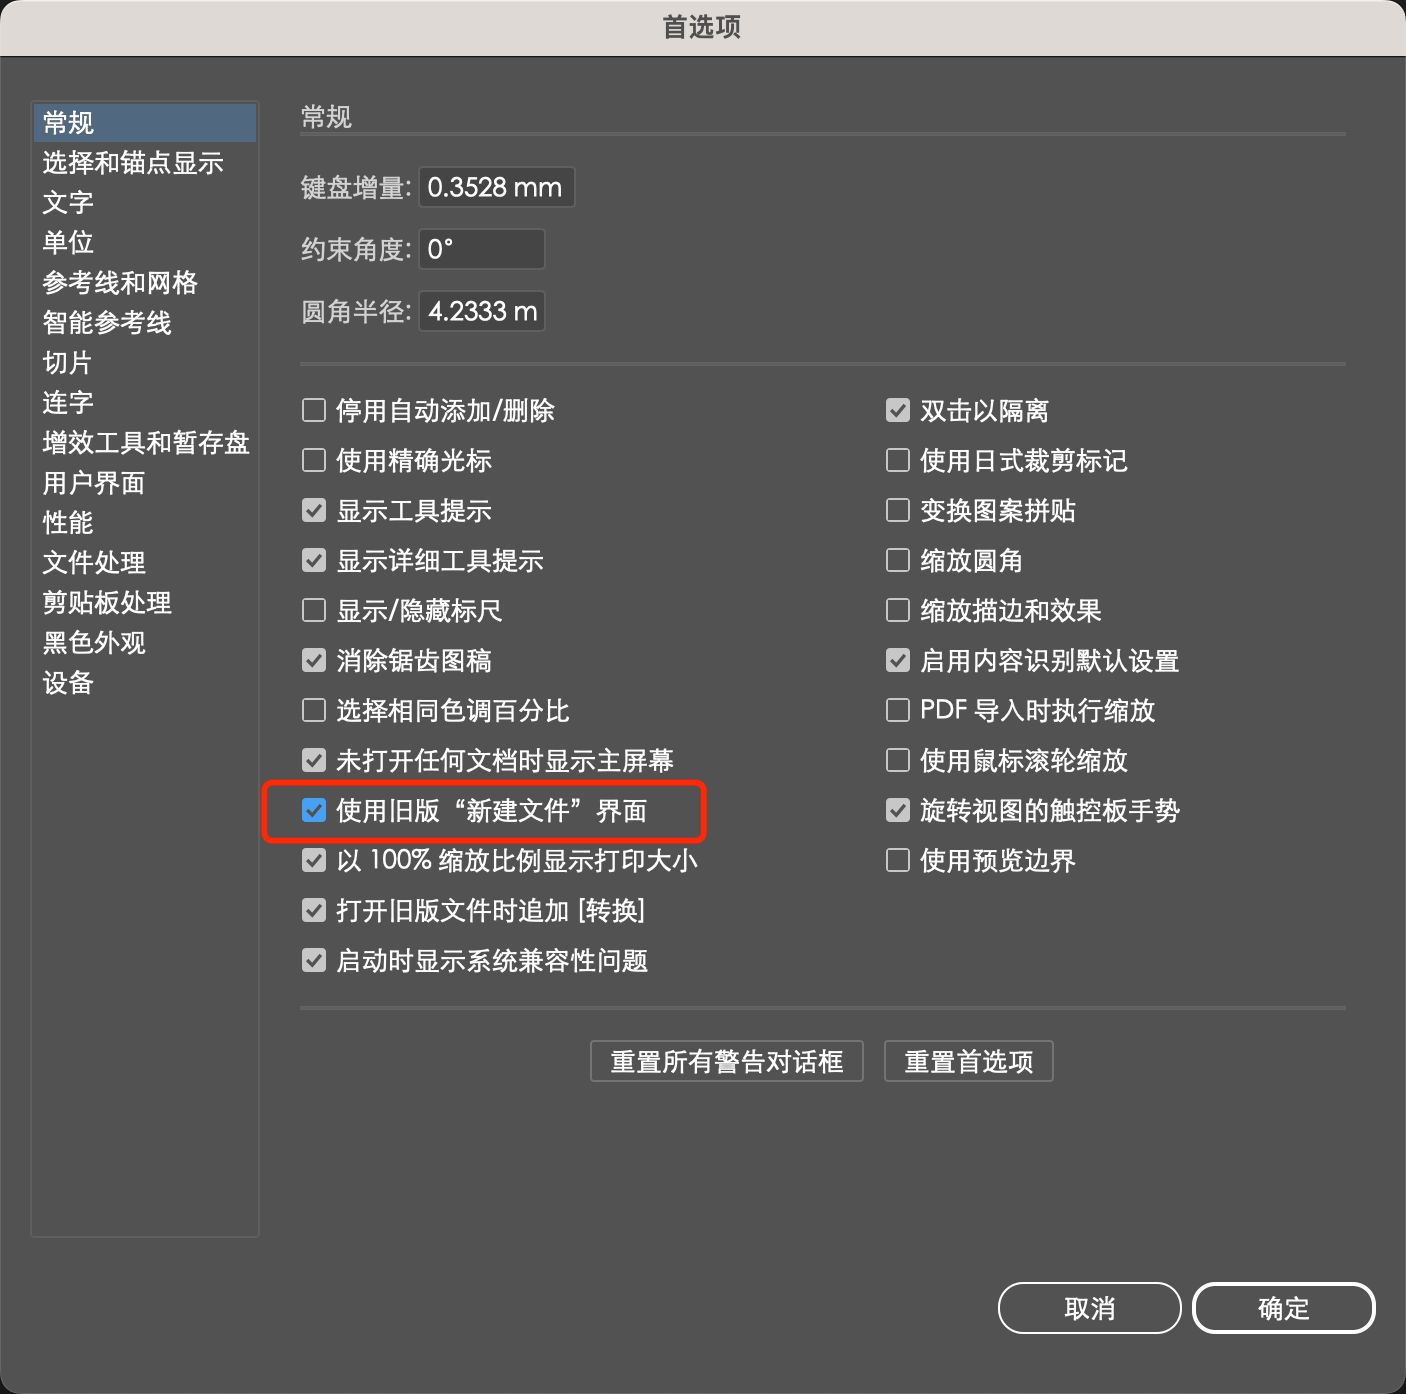 首选项
常规
选择和锚点显示
文字
单位
参考线和网格
智能参考线
切片
连字
增效工具和暂存盘
用户界面
性能
文件处理
剪贴板处理
黑色外观
设备
常规
键盘增量: 0.3528 mm
约束角度: 0°
圆角半径: 4.2333 m
停用自动添加/删除
使用精确光标
显示工具提示
显示详细工具提示
显示/隐藏标尺
消除锯齿图稿
选择相同色调百分比
未打开任何文档时显示主屏幕
使用旧版“新建文件”界面
以 100% 缩放比例显示打印大小
打开旧版文件时追加 [转换]
启动时显示系统兼容性问题
双击以隔离
使用日式裁剪标记
变换图案拼贴
缩放圆角
缩放描边和效果
启用内容识别默认设置
PDF 导入时执行缩放
使用鼠标滚轮缩放
旋转视图的触控板手势
使用预览边界
重置所有警告对话框
重置首选项
取消
确定